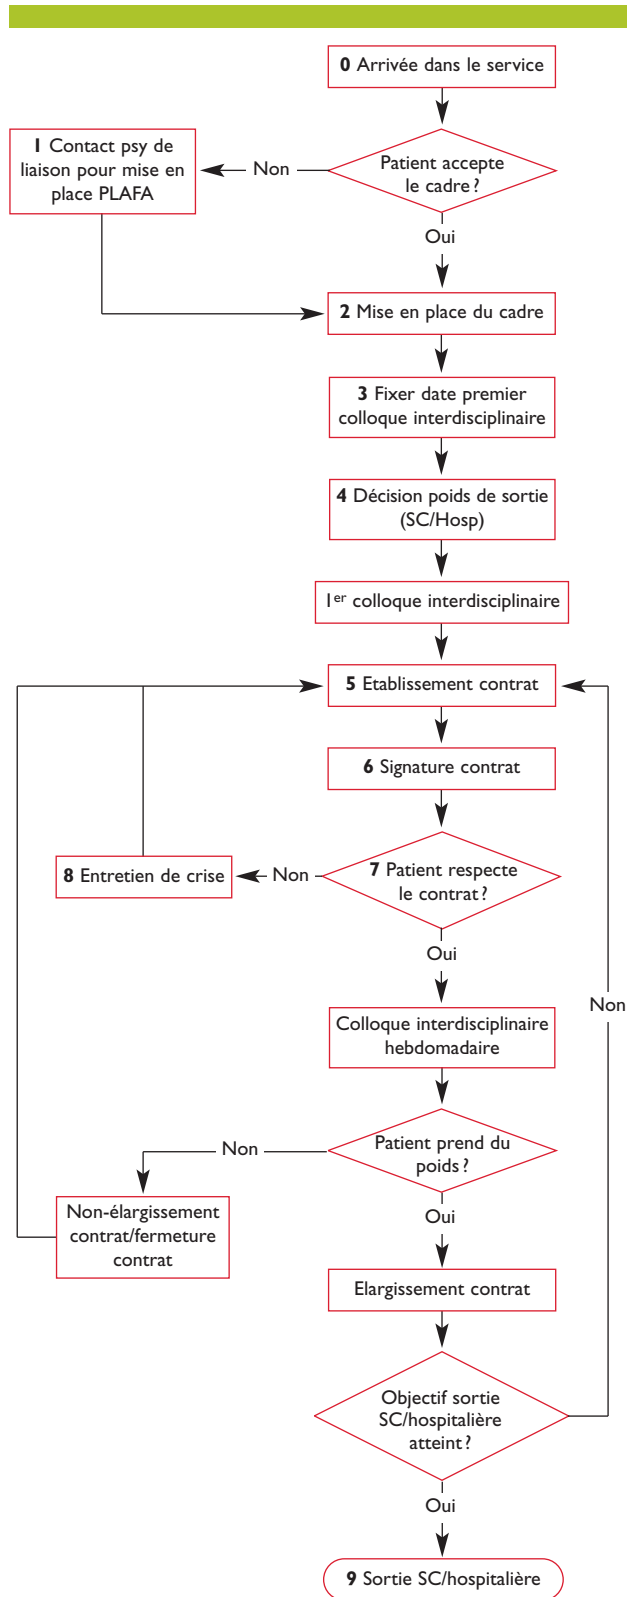 0 Arrivée dans le service
1 Contact psy de
liaison pour mise en
place PLAFA
Non
Patient accepte
le cadre ?
Oui
2 Mise en place du cadre
3 Fixer date premier
colloque interdisciplinaire
4 Décision poids de sortie
(SC/Hosp)
1er colloque interdisciplinaire
5 Etablissement contrat
6 Signature contrat
8 Entretien de crise
Non
7 Patient respecte
le contrat ?
Oui
Non
Colloque interdisciplinaire
hebdomadaire
Non
Patient prend du
poids ?
Non-élargissement
contrat/fermeture
contrat
Oui
Elargissement contrat
Objectif sortie
SC/hospitalière
atteint ?
Oui
9 Sortie SC/hospitalière